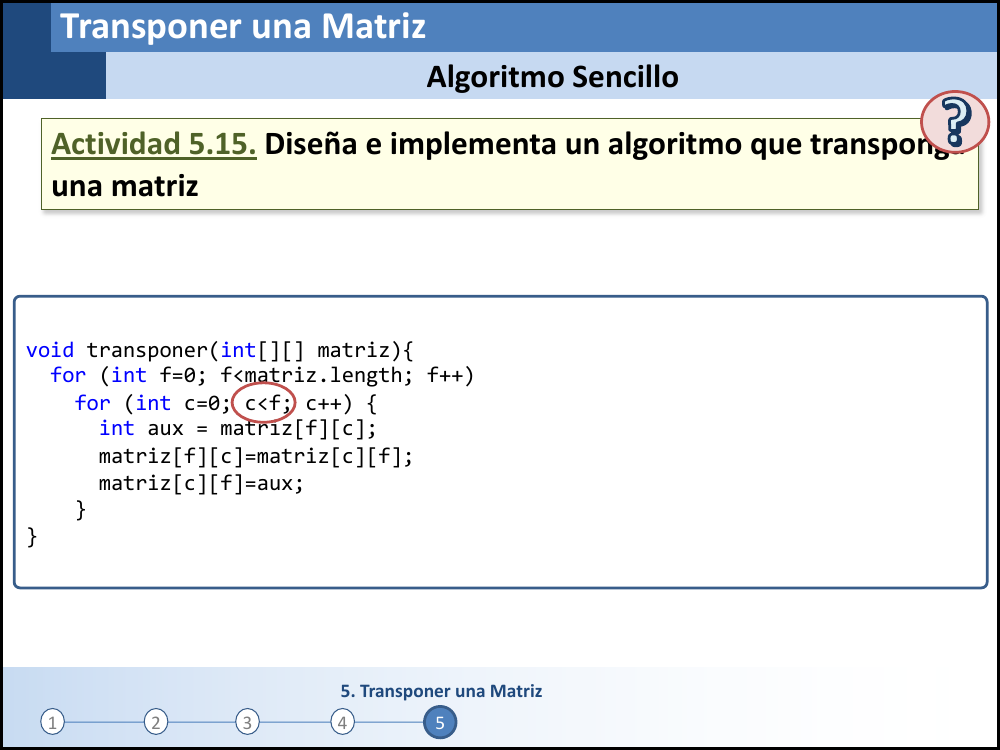 Transponer una Matriz
Algoritmo Sencillo
?
Actividad 5.15. Diseña e implementa un algoritmo que transponga
una matriz
void transponer(int[][] matriz){
for (int f=0; f<matriz.length; f++)
for (int c=0; c<f; c++) {
int aux = matriz[f][c];
matriz[f][c]=matriz[c][f];
matriz[c][f]=aux;
}
}
5. Transponer una Matriz
1 2 3 4 5